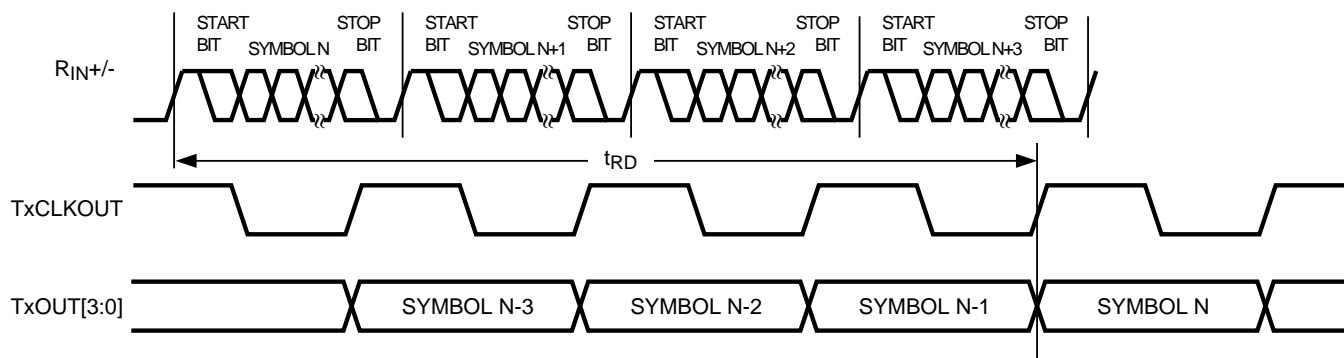 START STOP START STOP START STOP START STOP
BIT SYMBOL N BIT BIT SYMBOL N+1 BIT BIT SYMBOL N+2 BIT BIT SYMBOL N+3 BIT
RIN+/-
tRD
TxCLKOUT
TxOUT[3:0] SYMBOL N-3 SYMBOL N-2 SYMBOL N-1 SYMBOL N